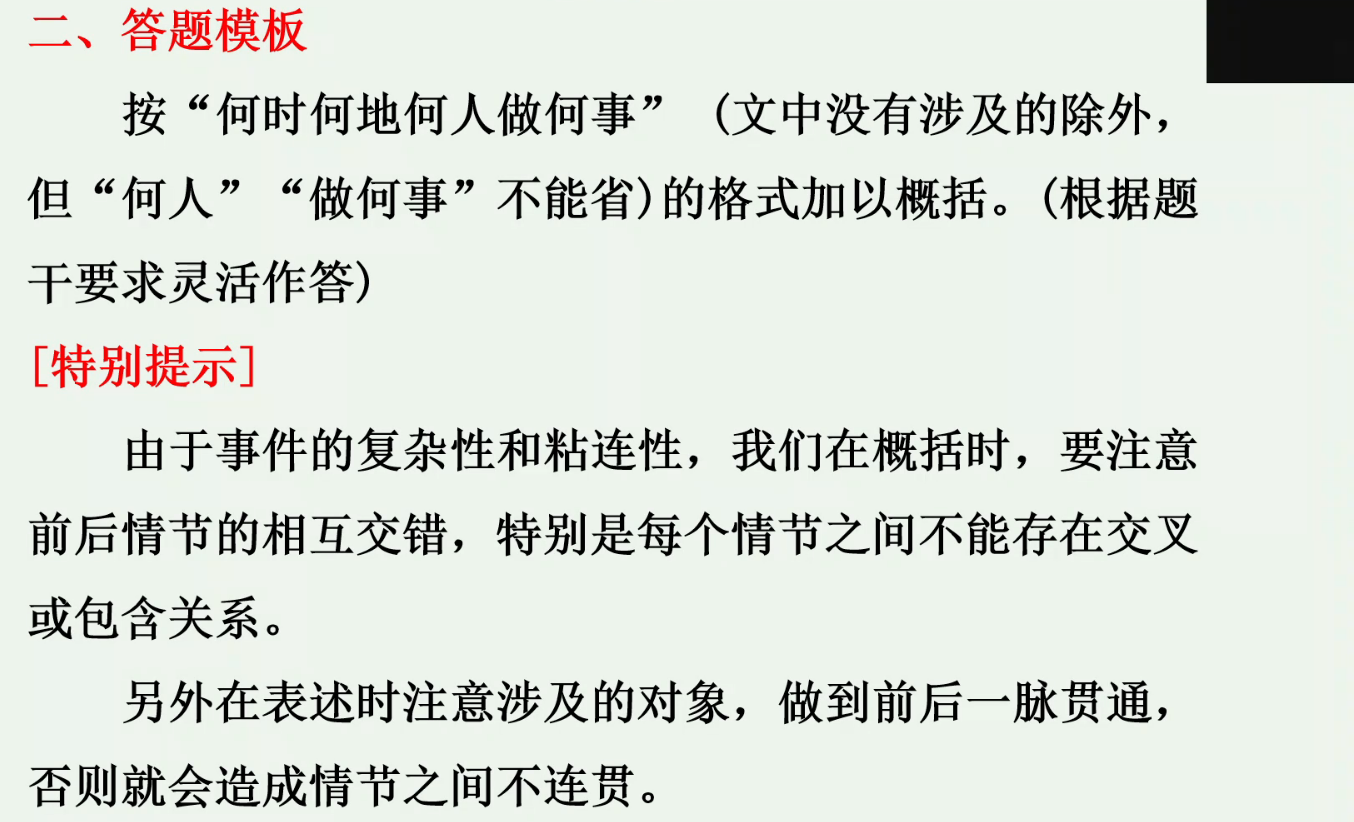 二、答题模板
按“何时何地何人做何事” (文中没有涉及的除外，
但“何人”“做何事”不能省)的格式加以概括。(根据题
干要求灵活作答)
[特别提示]
由于事件的复杂性和粘连性，我们在概括时，要注意
前后情节的相互交错，特别是每个情节之间不能存在交叉
或包含关系。
另外在表述时注意涉及的对象，做到前后一脉贯通，
否则就会造成情节之间不连贯。